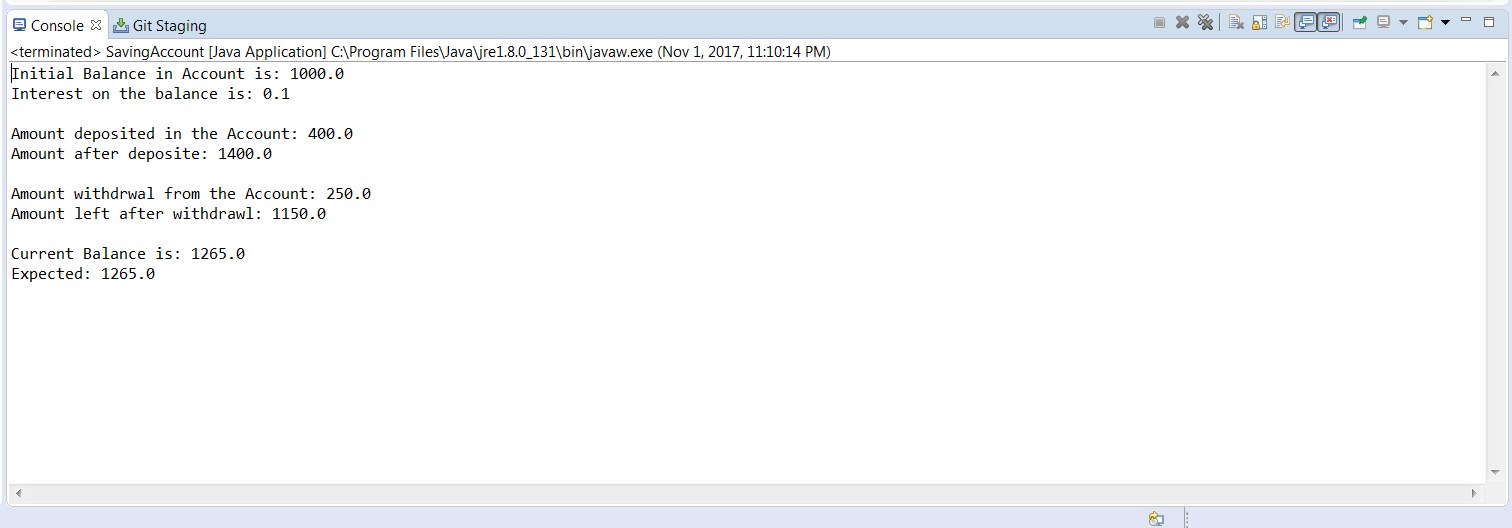 Console Git Staging
<terminated> SavingAccount [Java Application] C:\Program Files\Java\jre1.8.0_131\bin\javaw.exe (Nov 1, 2017, 11:10:14 PM)
Initial Balance in Account is: 1000.0
Interest on the balance is: 0.1
Amount deposited in the Account: 400.0
Amount after deposite: 1400.0
Amount withdrwal from the Account: 250.0
Amount left after withdrawl: 1150.0
Current Balance is: 1265.0
Expected: 1265.0